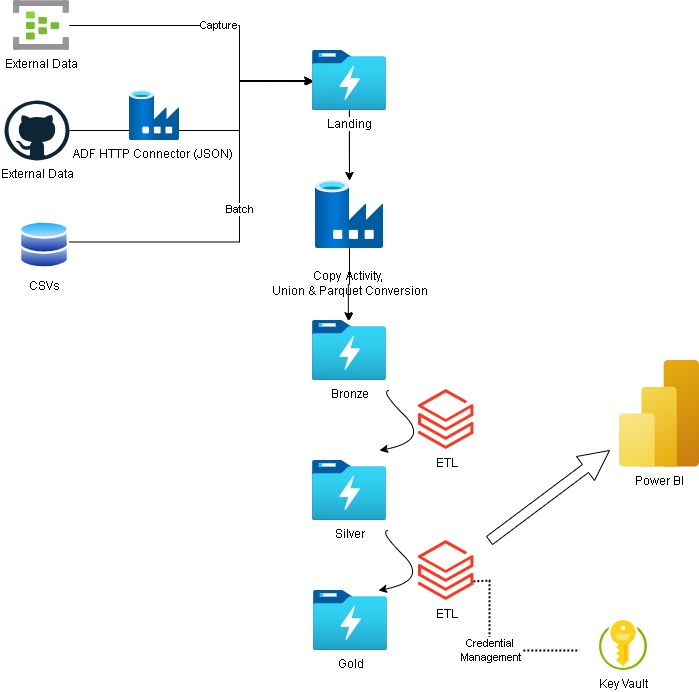 Capture
External Data
Landing
ADF HTTP Connector (JSON)
External Data
Batch
CSVs
Copy Activity,
Union & Parquet Conversion
Bronze
ETL
Power BI
Silver
ETL
Credential
Management
Gold
Key Vault